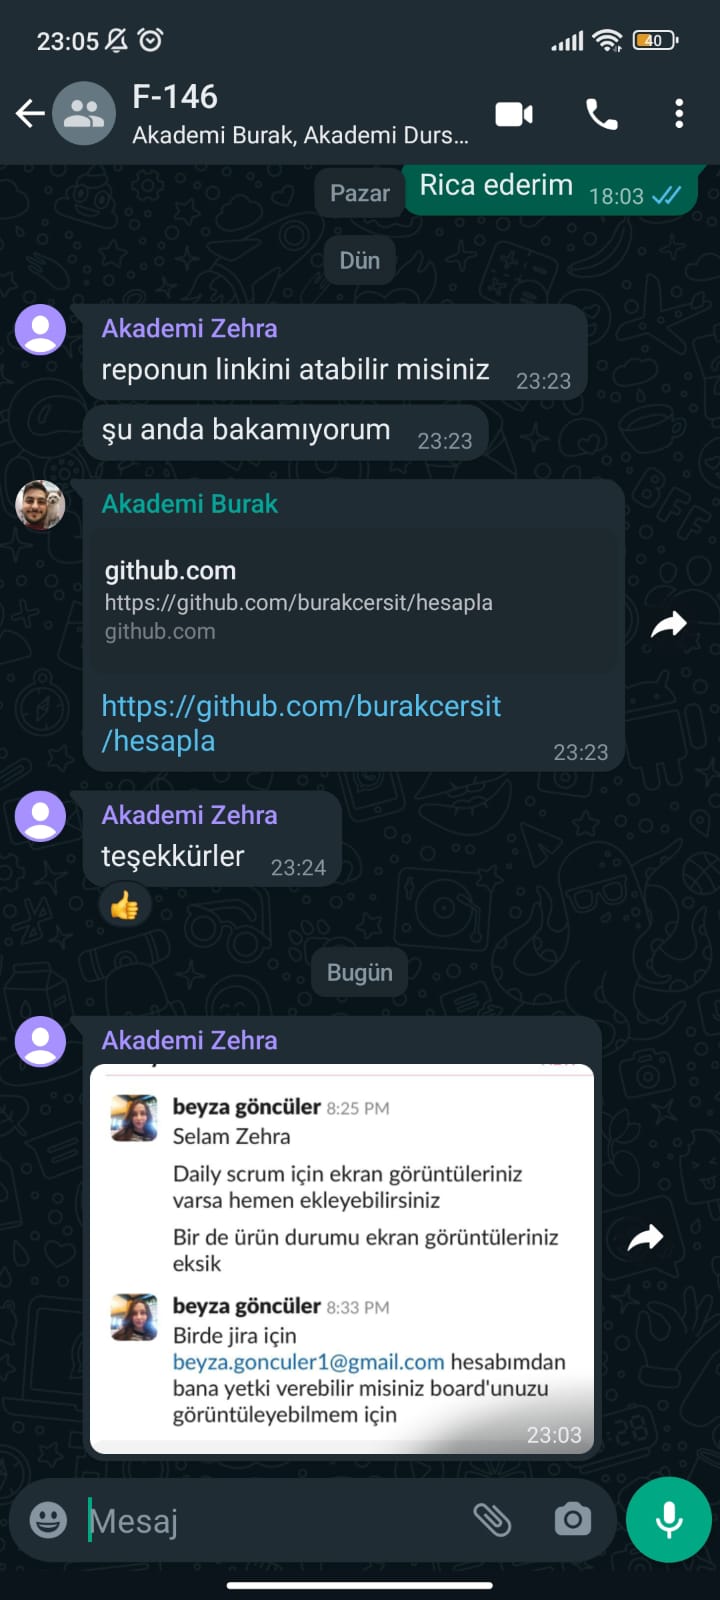 23:05
40
F-146
Akademi Burak, Akademi Durs...
Pazar
Rica ederim 18:03
Dün
Akademi Zehra
reponun linkini atabilir misiniz 23:23
şu anda bakamıyorum 23:23
Akademi Burak
github.com
https://github.com/burakcersit/hesapla
github.com
https://github.com/burakcersit
/hesapla
23:23
Akademi Zehra
teşekkürler 23:24
Bugün
Akademi Zehra
beyza göncüler 8:25 PM
Selam Zehra
Daily scrum için ekran görüntüleriniz
varsa hemen ekleyebilirsiniz
Bir de ürün durumu ekran görüntüleriniz
eksik
beyza göncüler 8:33 PM
Birde jira için
beyza.gonculer1@gmail.com hesabımdan
bana yetki verebilir misiniz board'unuzu
görüntüleyebilmem için
23:03
Mesaj